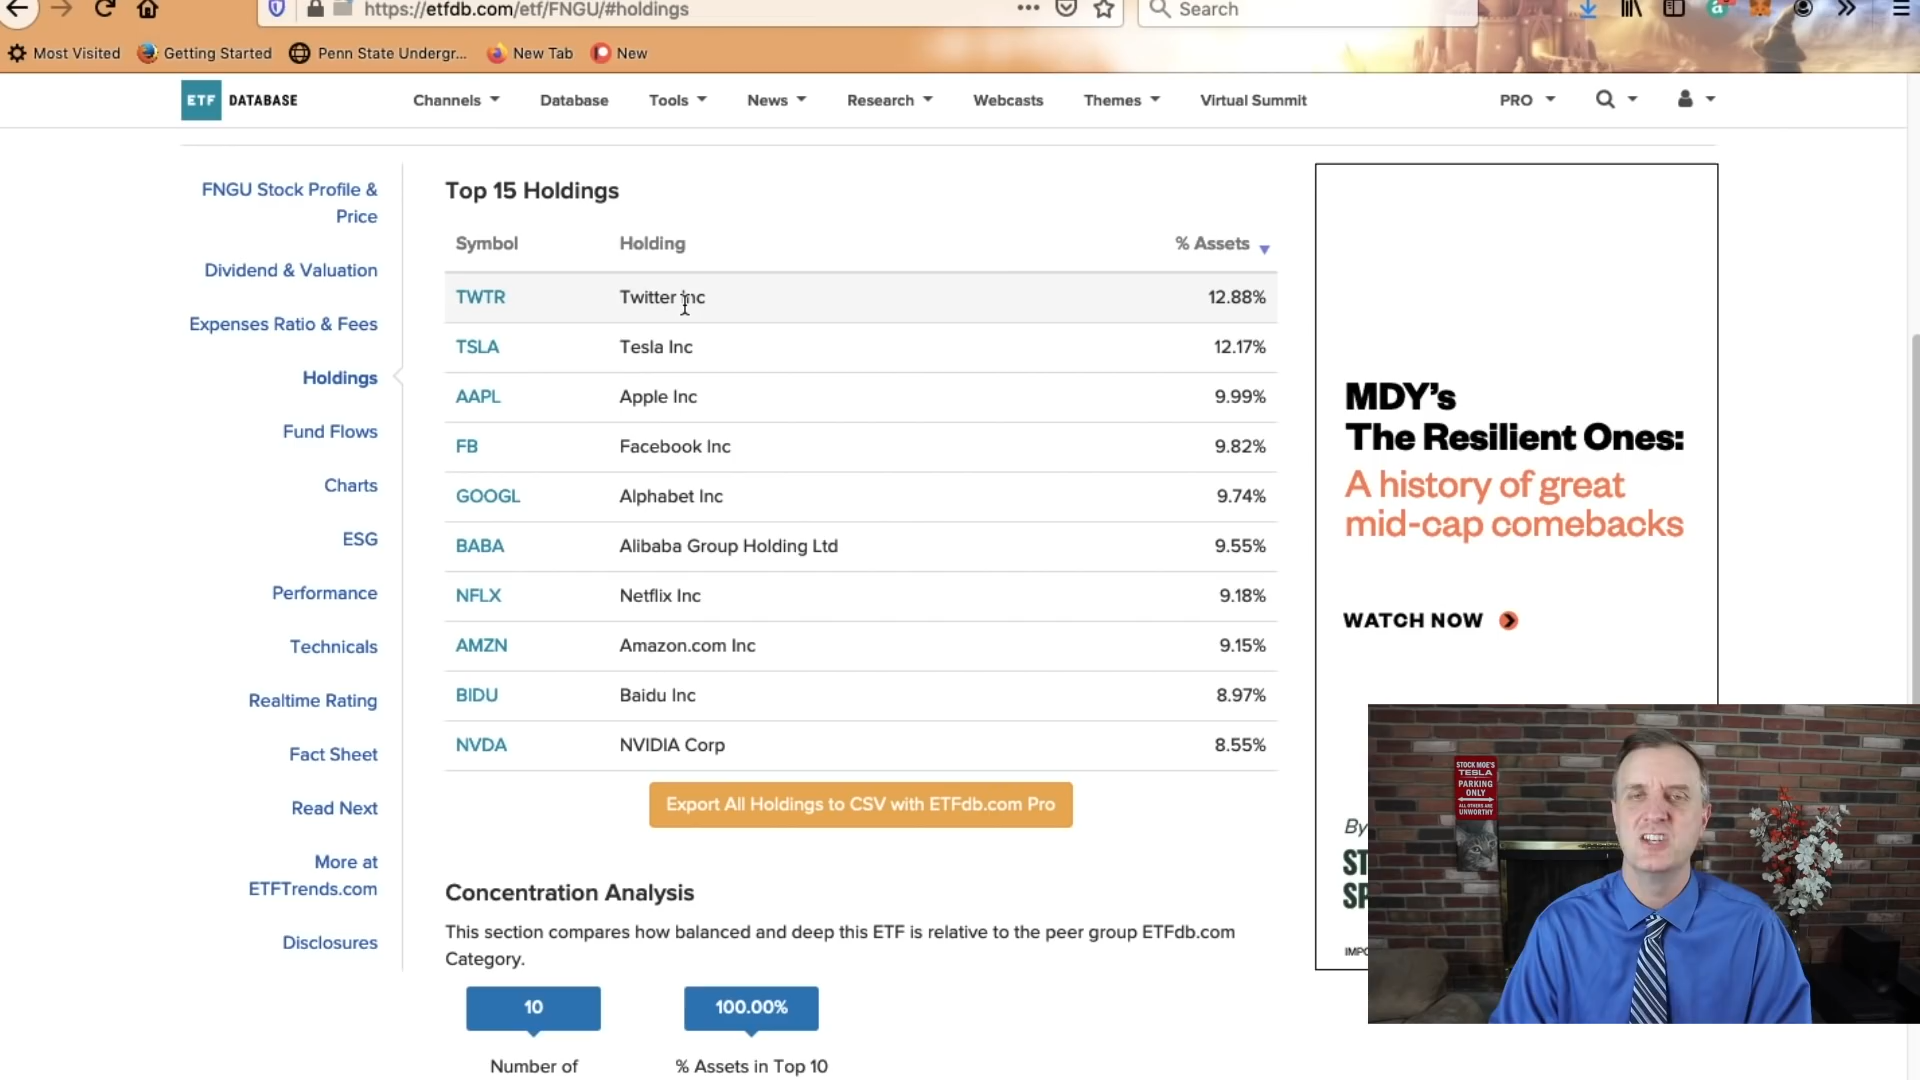 https://etfdb.com/etf/FNGU/#holdings
Search
Most Visited
Getting Started
Penn State Undergr...
New Tab
New
ETF DATABASE
Channels
Database
Tools
News
Research
Webcasts
Themes
Virtual Summit
PRO
FNGU Stock Profile &
Price
Dividend & Valuation
Expenses Ratio & Fees
Holdings
Fund Flows
Charts
ESG
Performance
Technicals
Realtime Rating
Fact Sheet
Read Next
More at
ETFTrends.com
Disclosures
Top 15 Holdings
Symbol Holding % Assets
TWTR Twitter Inc 12.88%
TSLA Tesla Inc 12.17%
AAPL Apple Inc 9.99%
FB Facebook Inc 9.82%
GOOGL Alphabet Inc 9.74%
BABA Alibaba Group Holding Ltd 9.55%
NFLX Netflix Inc 9.18%
AMZN Amazon.com Inc 9.15%
BIDU Baidu Inc 8.97%
NVDA NVIDIA Corp 8.55%
Export All Holdings to CSV with ETFdb.com Pro
Concentration Analysis
This section compares how balanced and deep this ETF is relative to the peer group ETFdb.com
Category.
10
100.00%
Number of
% Assets in Top 10
MDY's
The Resilient Ones:
A history of great
mid-cap comebacks
WATCH NOW
By
ST
SP
IMPO
STOCK MOE'S
TESLA
PARKING
ONLY
ALL OTHERS ARE
UNWORTHY